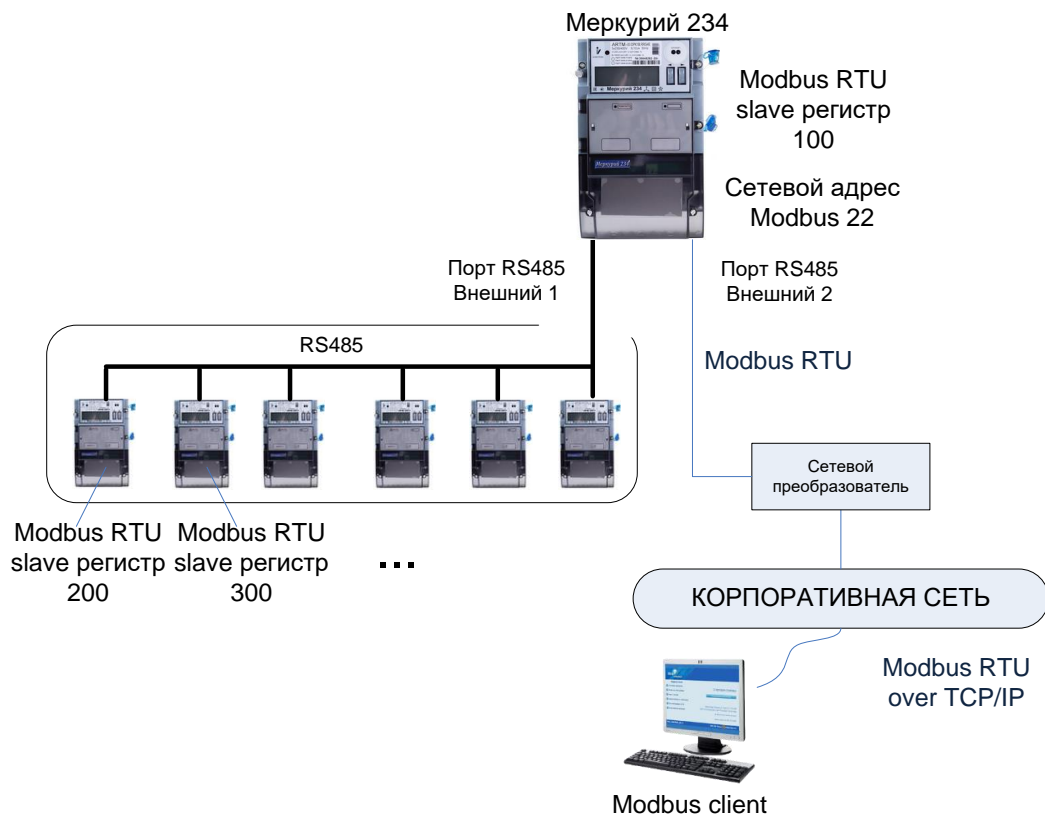 Меркурий 234
Modbus RTU
slave регистр
100
Сетевой адрес
Modbus 22
Порт RS485
Внешний 1
Порт RS485
Внешний 2
RS485
Modbus RTU
Сетевой
преобразователь
Modbus RTU
slave регистр
200
Modbus RTU
slave регистр
300
...
КОРПОРАТИВНАЯ СЕТЬ
Modbus RTU
over TCP/IP
Modbus client